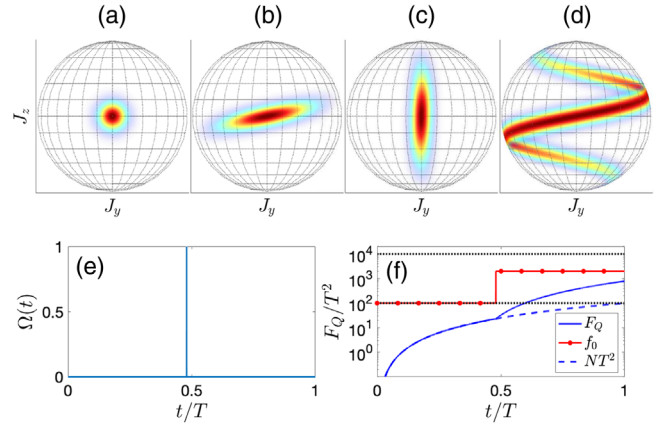 (a) (b) (c) (d)
J_z
J_y J_y J_y J_y
(e) (f)
Ω(t)
1
0.5
0
0 0.5 1
t/T
F_Q/T^2
10^4
10^3
10^2
10^1
10^0
F_Q
f_0
NT^2
0 0.5 1
t/T